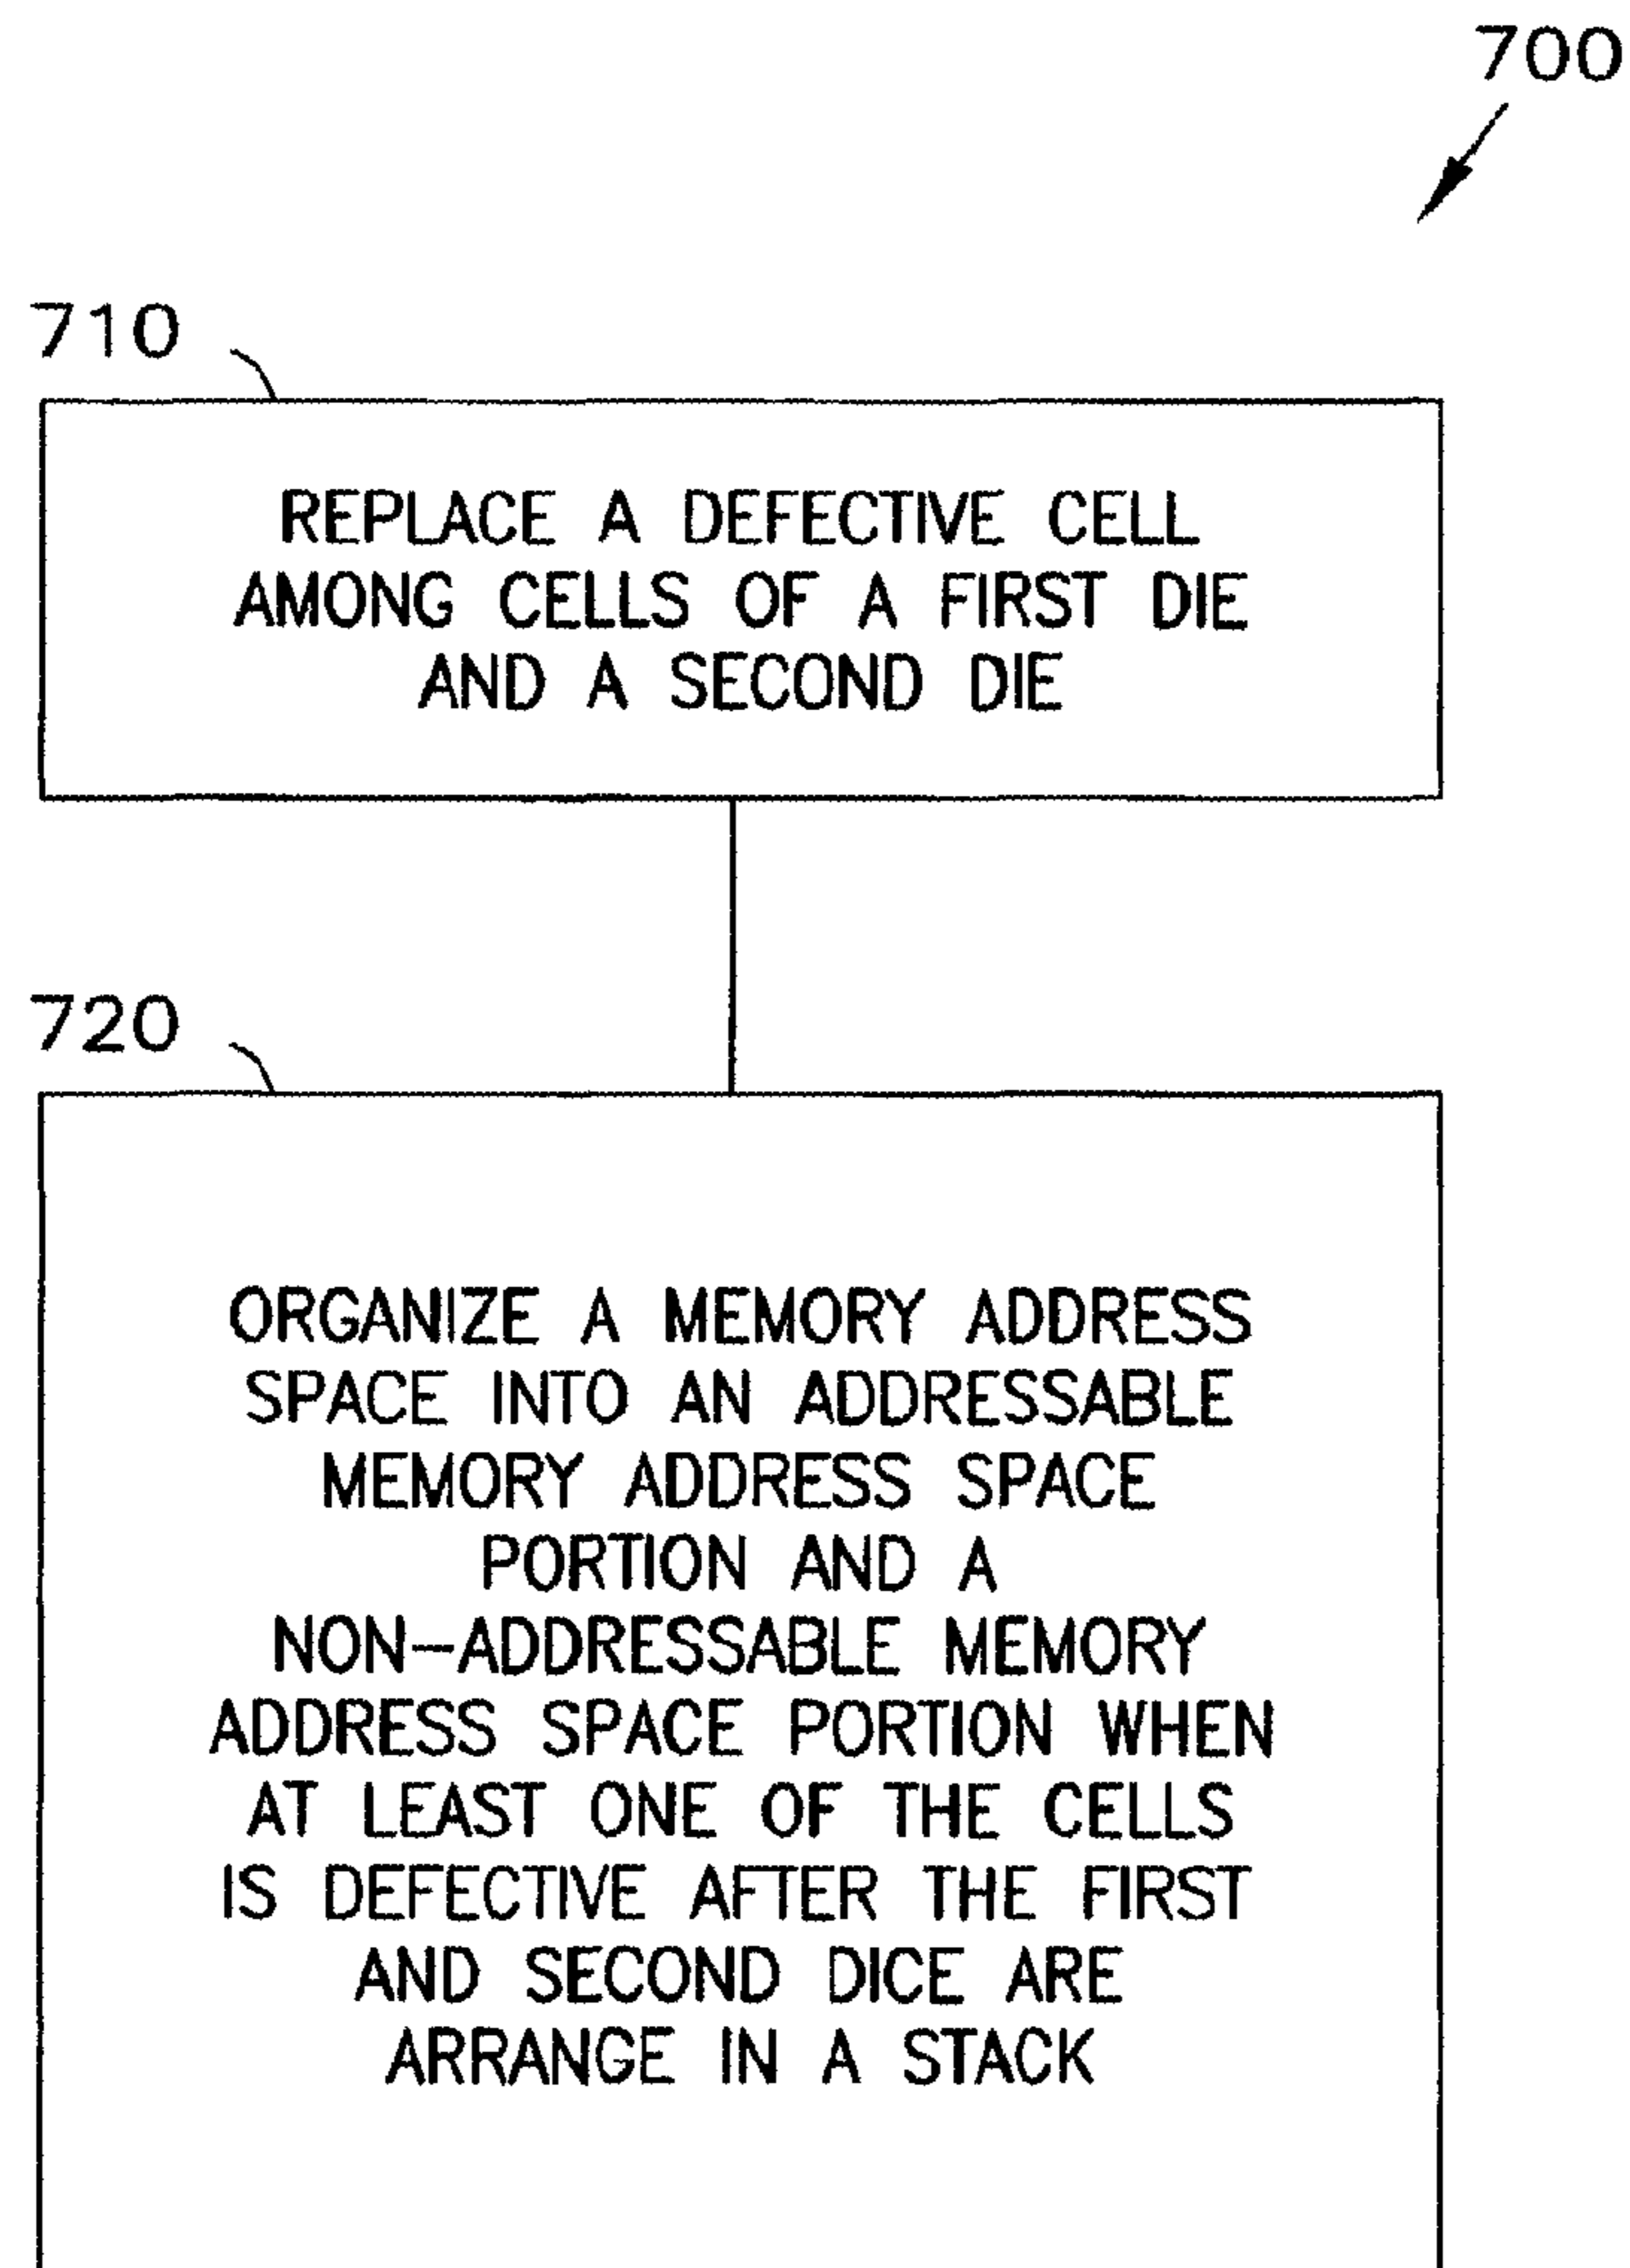 700
710
REPLACE A DEFECTIVE CELL
AMONG CELLS OF A FIRST DIE
AND A SECOND DIE
720
ORGANIZE A MEMORY ADDRESS
SPACE INTO AN ADDRESSABLE
MEMORY ADDRESS SPACE
PORTION AND A
NON-ADDRESSABLE MEMORY
ADDRESS SPACE PORTION WHEN
AT LEAST ONE OF THE CELLS
IS DEFECTIVE AFTER THE FIRST
AND SECOND DICE ARE
ARRANGE IN A STACK